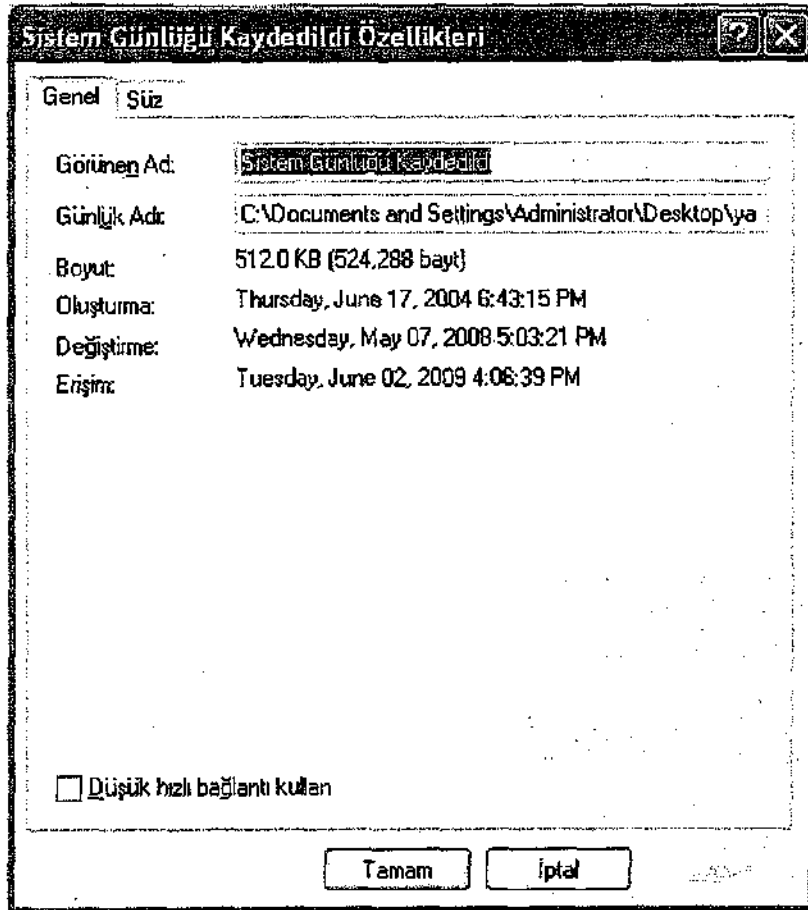 Sistem Günlüğü Kaydedildi Özellikleri
Genel Süz
Görünen Ad: Sistem Günlüğü Kaydedildi
Günlük Adı: C:\Documents and Settings\Administrator\Desktop\ya
Boyut: 512.0 KB (524,288 bayt)
Oluşturma: Thursday, June 17, 2004 6:43:15 PM
Değiştirme: Wednesday, May 07, 2008 5:03:21 PM
Erişim: Tuesday, June 02, 2009 4:06:39 PM
Düşük hızlı bağlantı kullan
Tamam İptal